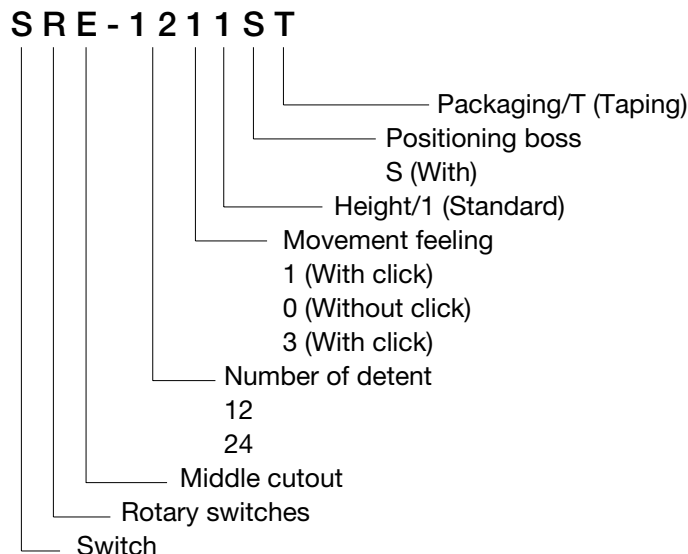 SRE-1211ST
Packaging/T (Taping)
Positioning boss
S (With)
Height/1 (Standard)
Movement feeling
1 (With click)
0 (Without click)
3 (With click)
Number of detent
12
24
Middle cutout
Rotary switches
Switch